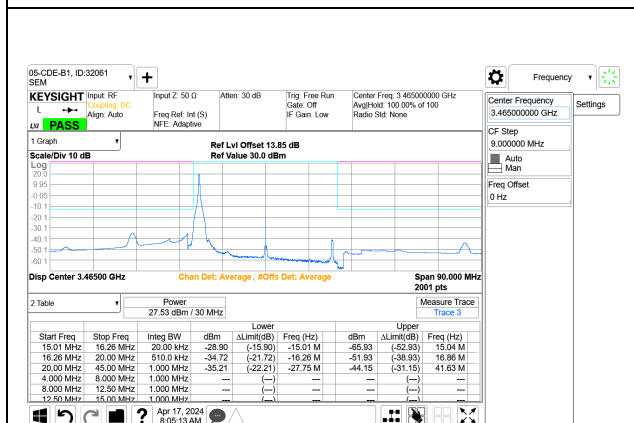 05-CDE-B1, ID:32061
SEM
Frequency
KEYSIGHT Input: RF Input Z: 50 Ω Atten: 30 dB Trig: Free Run Center Freq: 3.465000000 GHz
L Coupling: DC Gate: Off Avg|Hold: 100.00% of 100
Align: Auto Freq Ref: Int (S) IF Gain: Low Radio Std: None
LXI PASS NFE: Adaptive
Center Frequency
3.465000000 GHz
Settings
CF Step
9.000000 MHz
Auto
Man
Freq Offset
0 Hz
1 Graph
Ref Lvl Offset 13.85 dB
Scale/Div 10 dB Ref Value 30.0 dBm
Log
20.0
9.95
-0.05
-10.1
-20.1
-30.1
-40.1
-50.1
-60.1
Disp Center 3.46500 GHz Chan Det: Average , #Offs Det: Average Span 90.000 MHz
2001 pts
2 Table Power Measure Trace
27.53 dBm / 30 MHz Trace 3
Lower Upper
Start Freq Stop Freq Integ BW dBm ΔLimit(dB) Freq (Hz) dBm ΔLimit(dB) Freq (Hz)
15.01 MHz 16.26 MHz 20.00 kHz -28.90 (-15.90) -15.01 M -65.93 (-52.93) 15.04 M
16.26 MHz 20.00 MHz 510.0 kHz -34.72 (-21.72) -16.26 M -51.93 (-38.93) 16.86 M
20.00 MHz 45.00 MHz 1.000 MHz -35.21 (-22.21) -27.75 M -44.15 (-31.15) 41.63 M
4.000 MHz 8.000 MHz 1.000 MHz --- (---) --- --- (---) ---
8.000 MHz 12.50 MHz 1.000 MHz --- (---) --- --- (---) ---
12.50 MHz 15.00 MHz 1.000 MHz --- (---) --- --- (---) ---
? Apr 17, 2024
8:05:13 AM